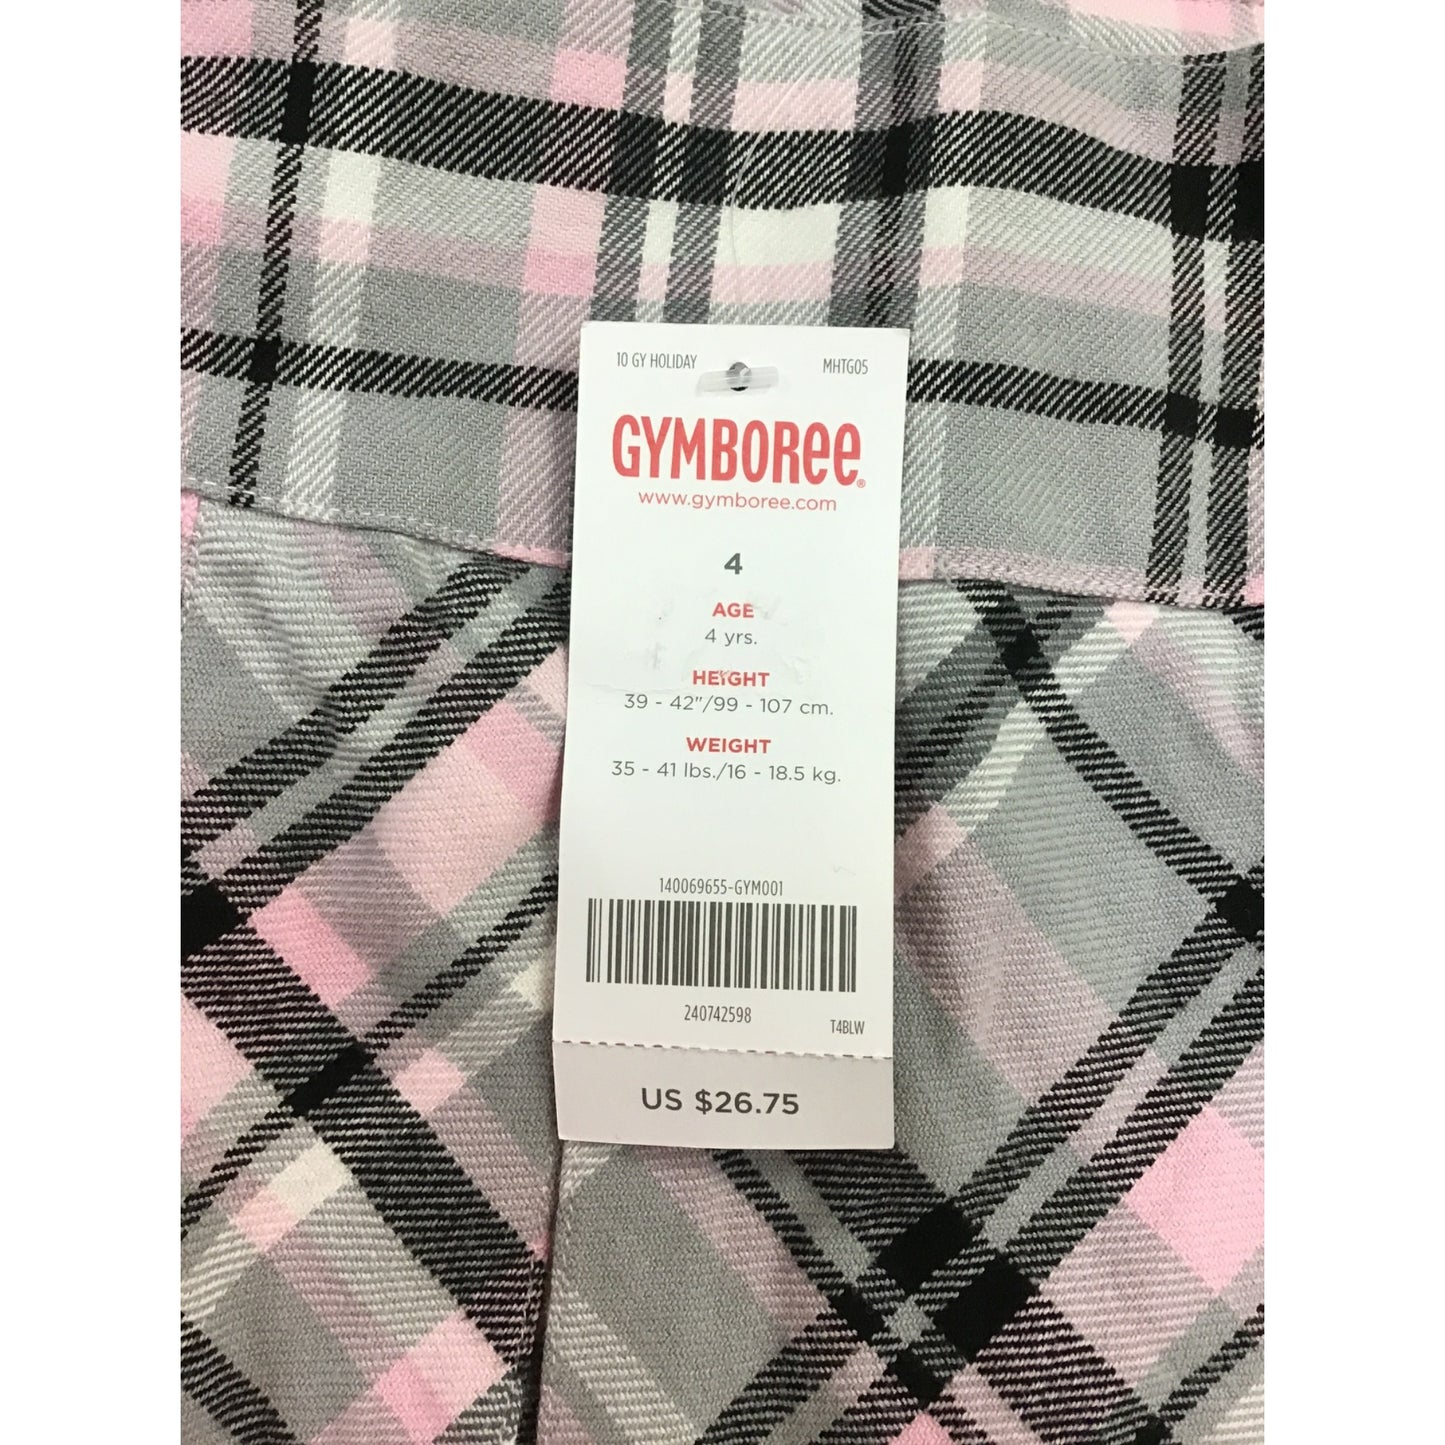 10 GY HOLIDAY MHTG05
GYMBOREE®
www.gymboree.com
4
AGE
4 yrs.
HEIGHT
39 - 42"/99 - 107 cm.
WEIGHT
35 - 41 lbs./16 - 18.5 kg.
140069655-GYM001
240742598
T4BLW
US $26.75